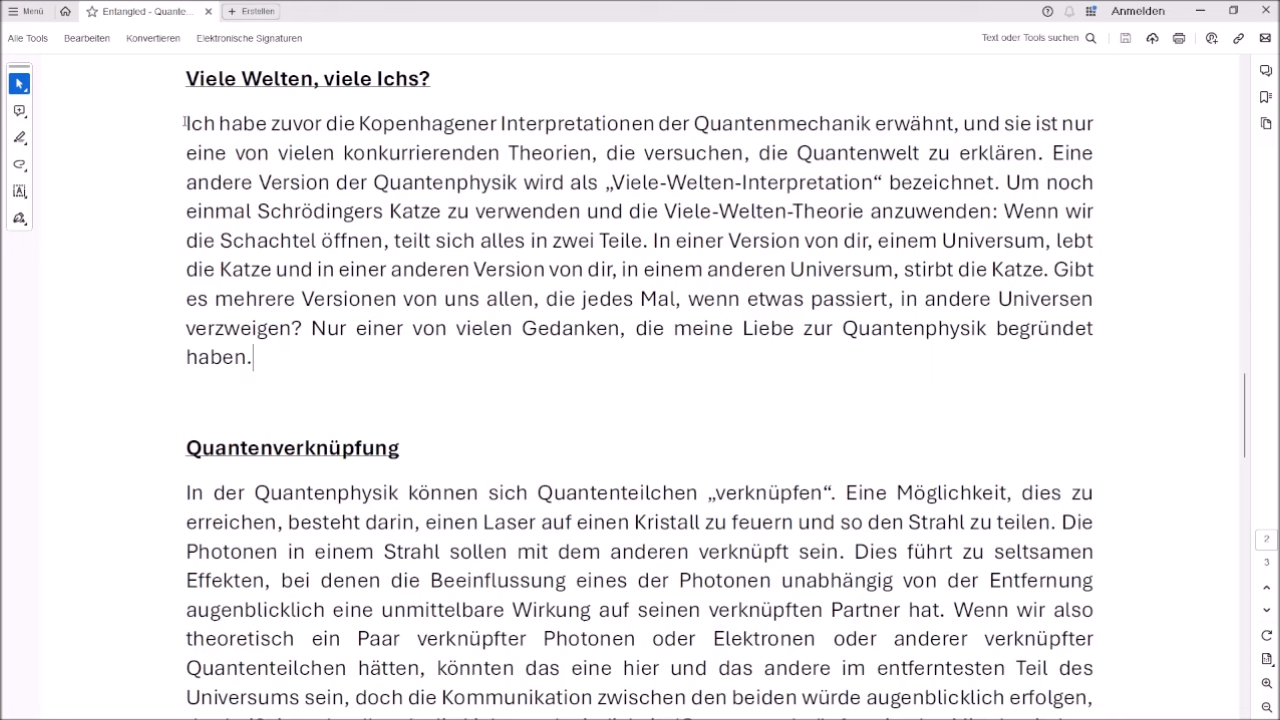 Menü
Entangled - Quante...
Erstellen
Anmelden
Alle Tools Bearbeiten Konvertieren Elektronische Signaturen
Text oder Tools suchen
Viele Welten, viele Ichs?
Ich habe zuvor die Kopenhagener Interpretationen der Quantenmechanik erwähnt, und sie ist nur
eine von vielen konkurrierenden Theorien, die versuchen, die Quantenwelt zu erklären. Eine
andere Version der Quantenphysik wird als „Viele-Welten-Interpretation“ bezeichnet. Um noch
einmal Schrödingers Katze zu verwenden und die Viele-Welten-Theorie anzuwenden: Wenn wir
die Schachtel öffnen, teilt sich alles in zwei Teile. In einer Version von dir, einem Universum, lebt
die Katze und in einer anderen Version von dir, in einem anderen Universum, stirbt die Katze. Gibt
es mehrere Versionen von uns allen, die jedes Mal, wenn etwas passiert, in andere Universen
verzweigen? Nur einer von vielen Gedanken, die meine Liebe zur Quantenphysik begründet
haben.
Quantenverknüpfung
In der Quantenphysik können sich Quantenteilchen „verknüpfen“. Eine Möglichkeit, dies zu
erreichen, besteht darin, einen Laser auf einen Kristall zu feuern und so den Strahl zu teilen. Die
Photonen in einem Strahl sollen mit dem anderen verknüpft sein. Dies führt zu seltsamen
Effekten, bei denen die Beeinflussung eines der Photonen unabhängig von der Entfernung
augenblicklich eine unmittelbare Wirkung auf seinen verknüpften Partner hat. Wenn wir also
theoretisch ein Paar verknüpfter Photonen oder Elektronen oder anderer verknüpfter
Quantenteilchen hätten, könnten das eine hier und das andere im entferntesten Teil des
Universums sein, doch die Kommunikation zwischen den beiden würde augenblicklich erfolgen,
2
3